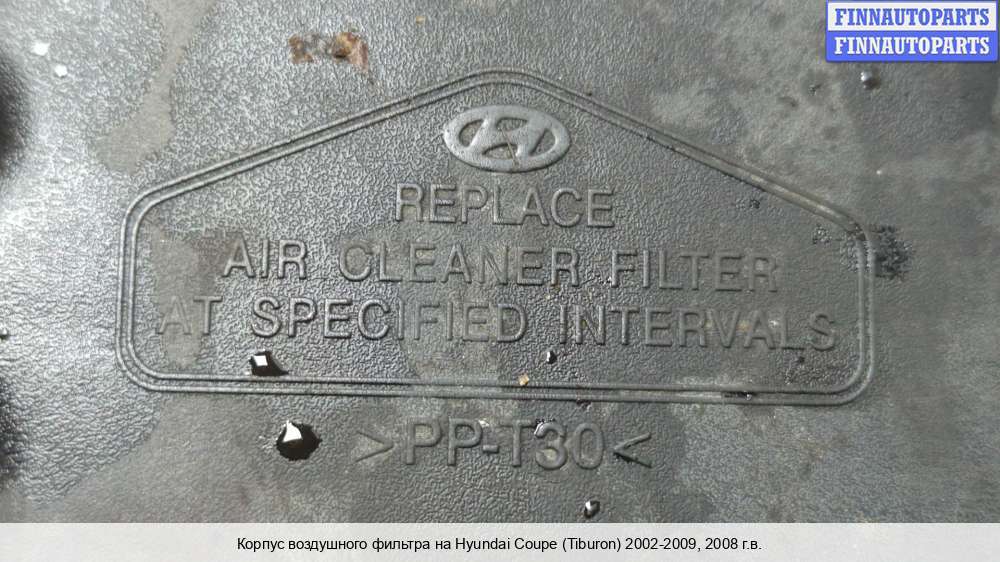 FINNAUTOPARTS
FINNAUTOPARTS
REPLACE
AIR CLEANER FILTER
AT SPECIFIED INTERVALS
>PP-T30<
Корпус воздушного фильтра на Hyundai Coupe (Tiburon) 2002-2009, 2008 г.в.